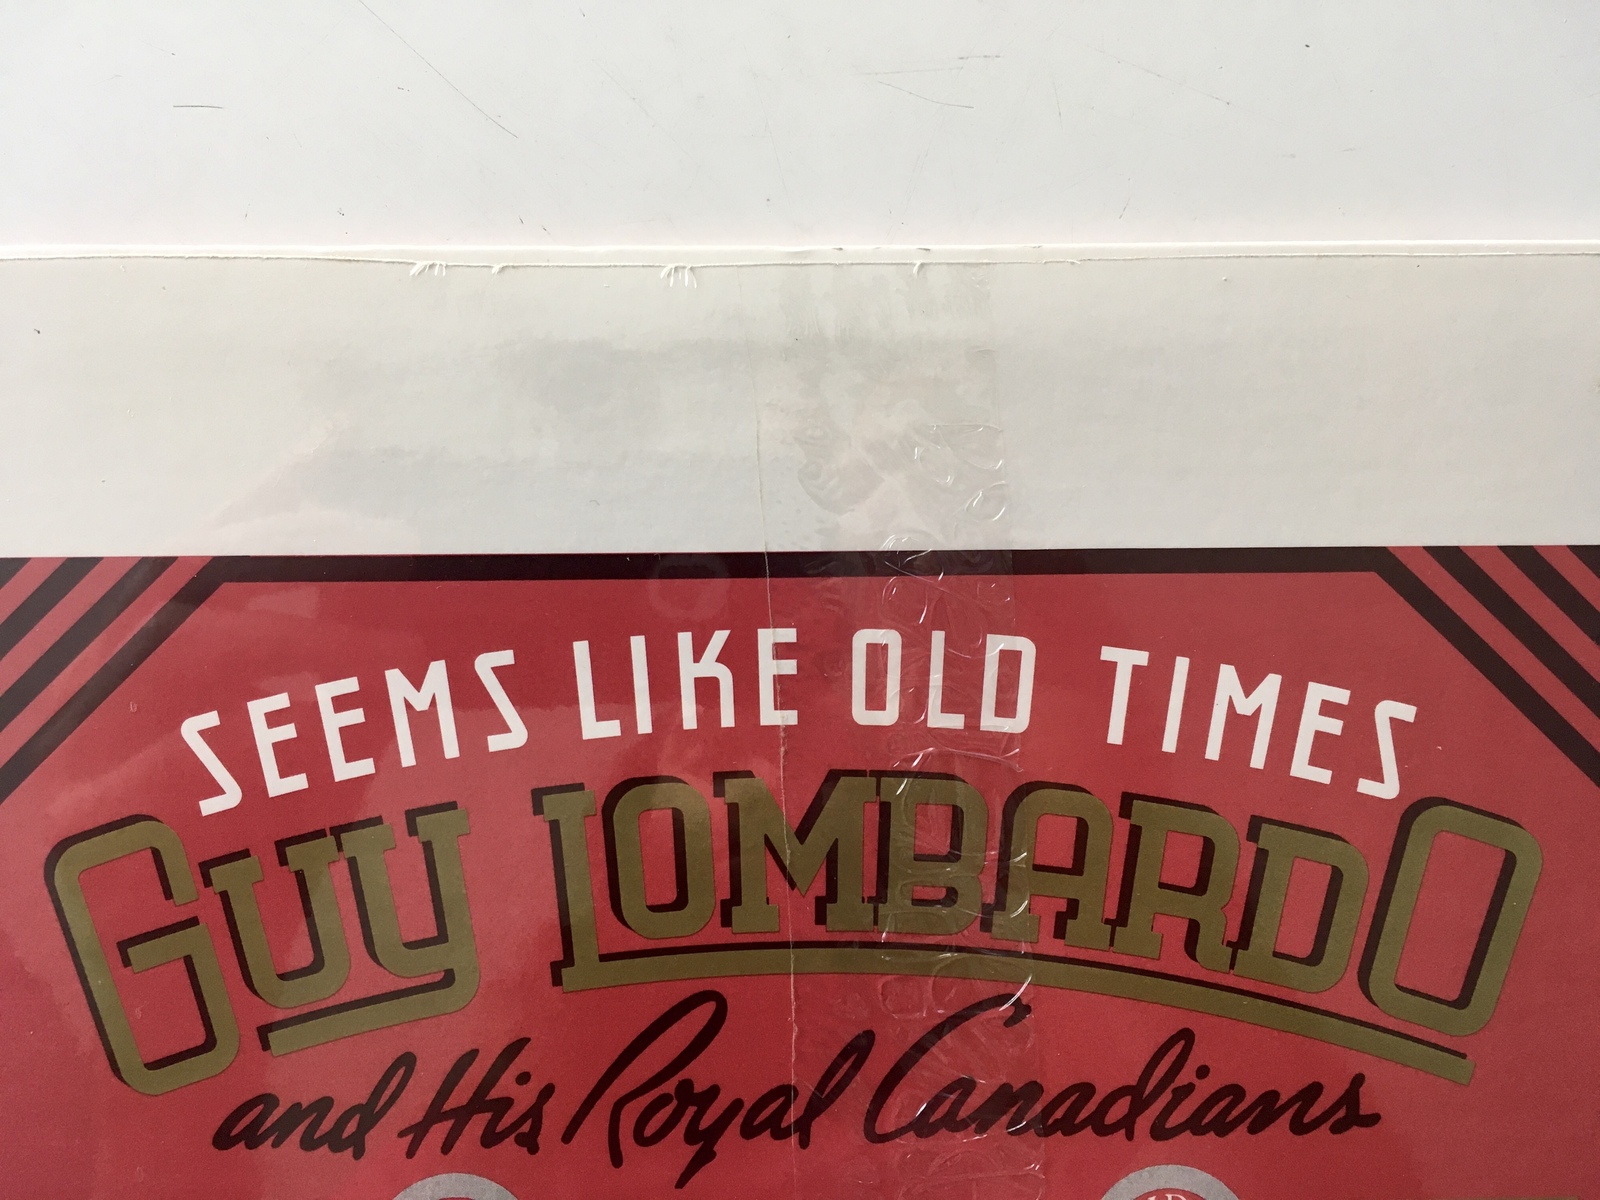 SEEMS LIKE OLD TIMES
GUY LOMBARDO
and His Royal Canadians